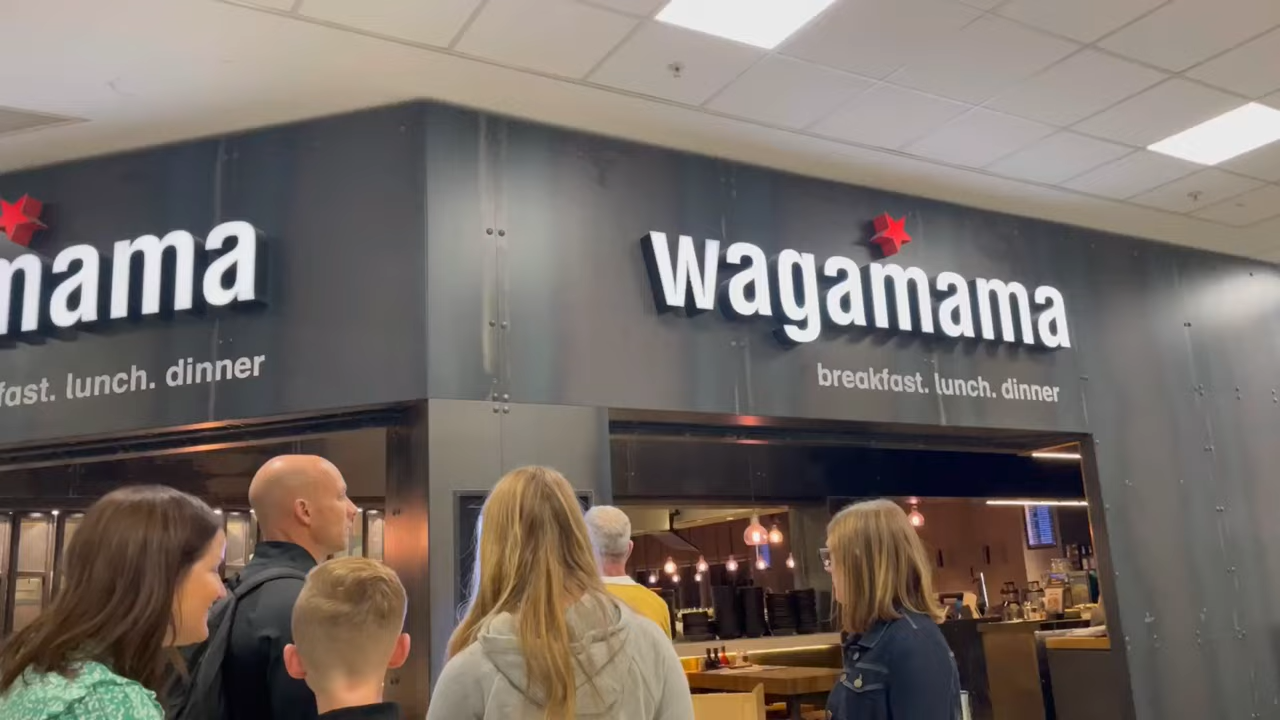 mama
fast. lunch. dinner
wagamama
breakfast. lunch. dinner